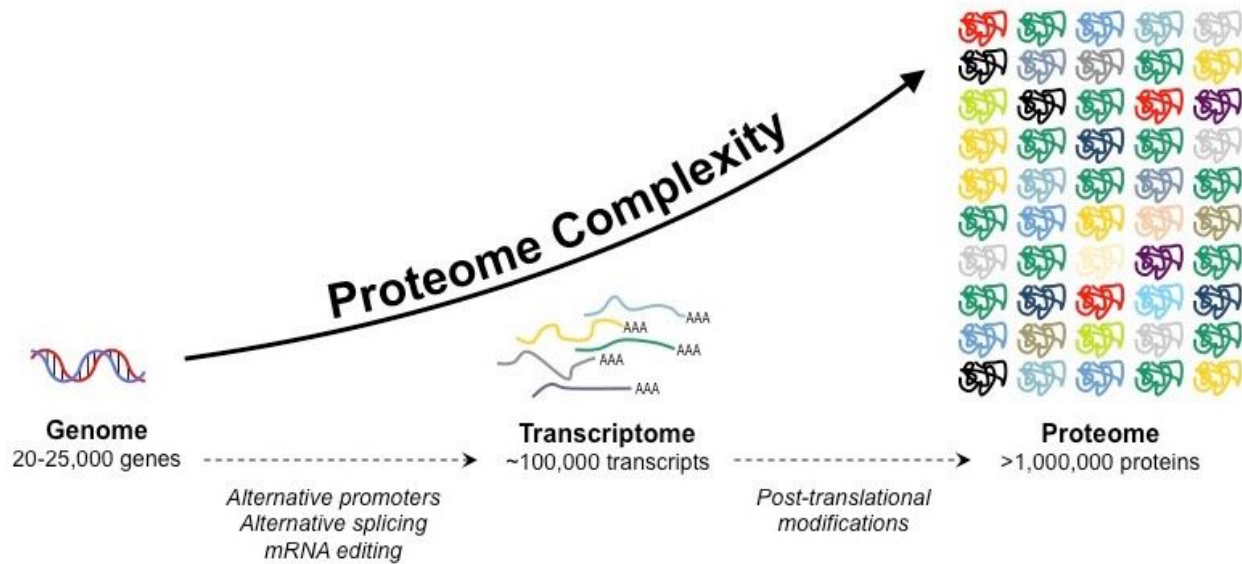 Proteome Complexity
AAA
AAA
AAA
AAA
AAA
Genome
20-25,000 genes
Transcriptome
~100,000 transcripts
Proteome
>1,000,000 proteins
Alternative promoters
Alternative splicing
mRNA editing
Post-translational
modifications